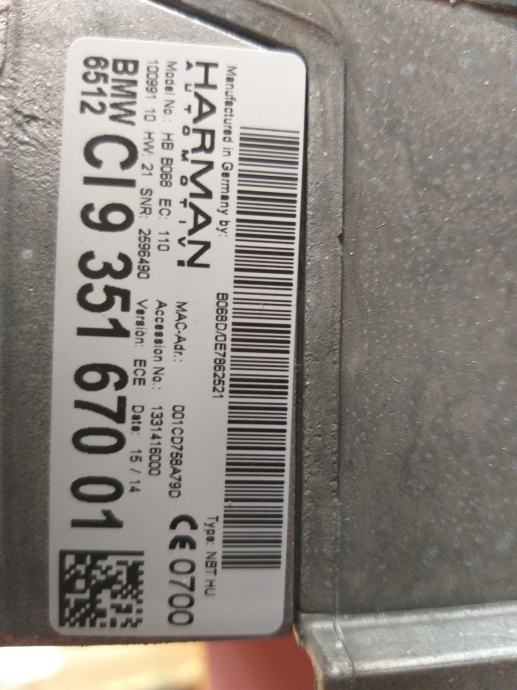 Manufactured in Germany by: B068D/0E7862521 Type: NBT HU
HARMAN
AUTOMOTIVE
MAC-Adr.: 001CD758A79D CE 0700
Model No.: HB B068 EC: 110 Accession No.: 1331416000
100991 10 HW: 21 SNR: 2596490 Version: ECE Date: 15 / 14
BMW
6512
CI 9 351 670 01